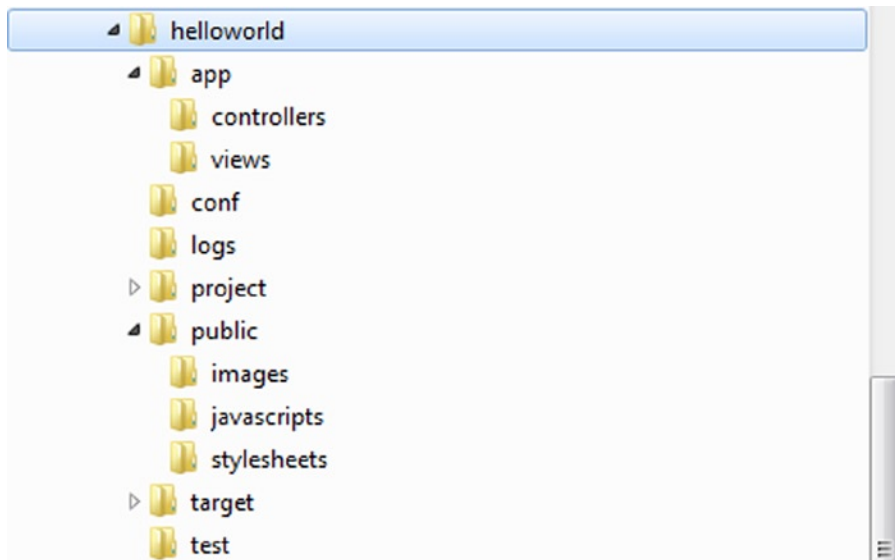 helloworld
app
controllers
views
conf
logs
project
public
images
javascripts
stylesheets
target
test